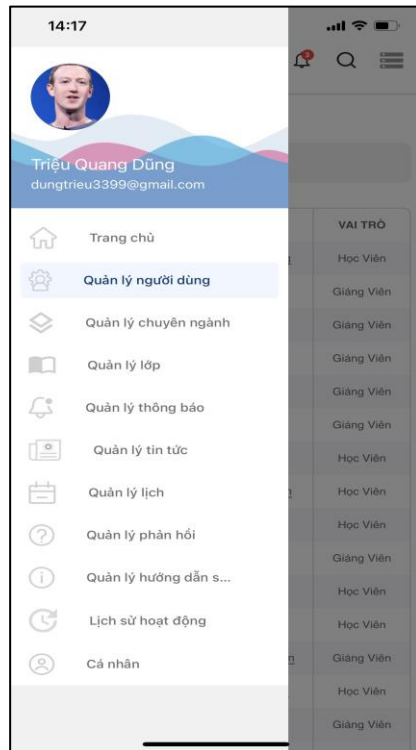 14:17
3
Triệu Quang Dũng
dungtrieu3399@gmail.com
Trang chủ
Quản lý người dùng
Quản lý chuyên ngành
Quản lý lớp
Quản lý thông báo
Quản lý tin tức
Quản lý lịch
Quản lý phản hồi
Quản lý hướng dẫn s...
Lịch sử hoạt động
Cá nhân
VAI TRÒ
Học Viên
Giảng Viên
Giảng Viên
Giảng Viên
Giảng Viên
Giảng Viên
Học Viên
Học Viên
Học Viên
Giảng Viên
Học Viên
Học Viên
Giảng Viên
Học Viên
Giảng Viên